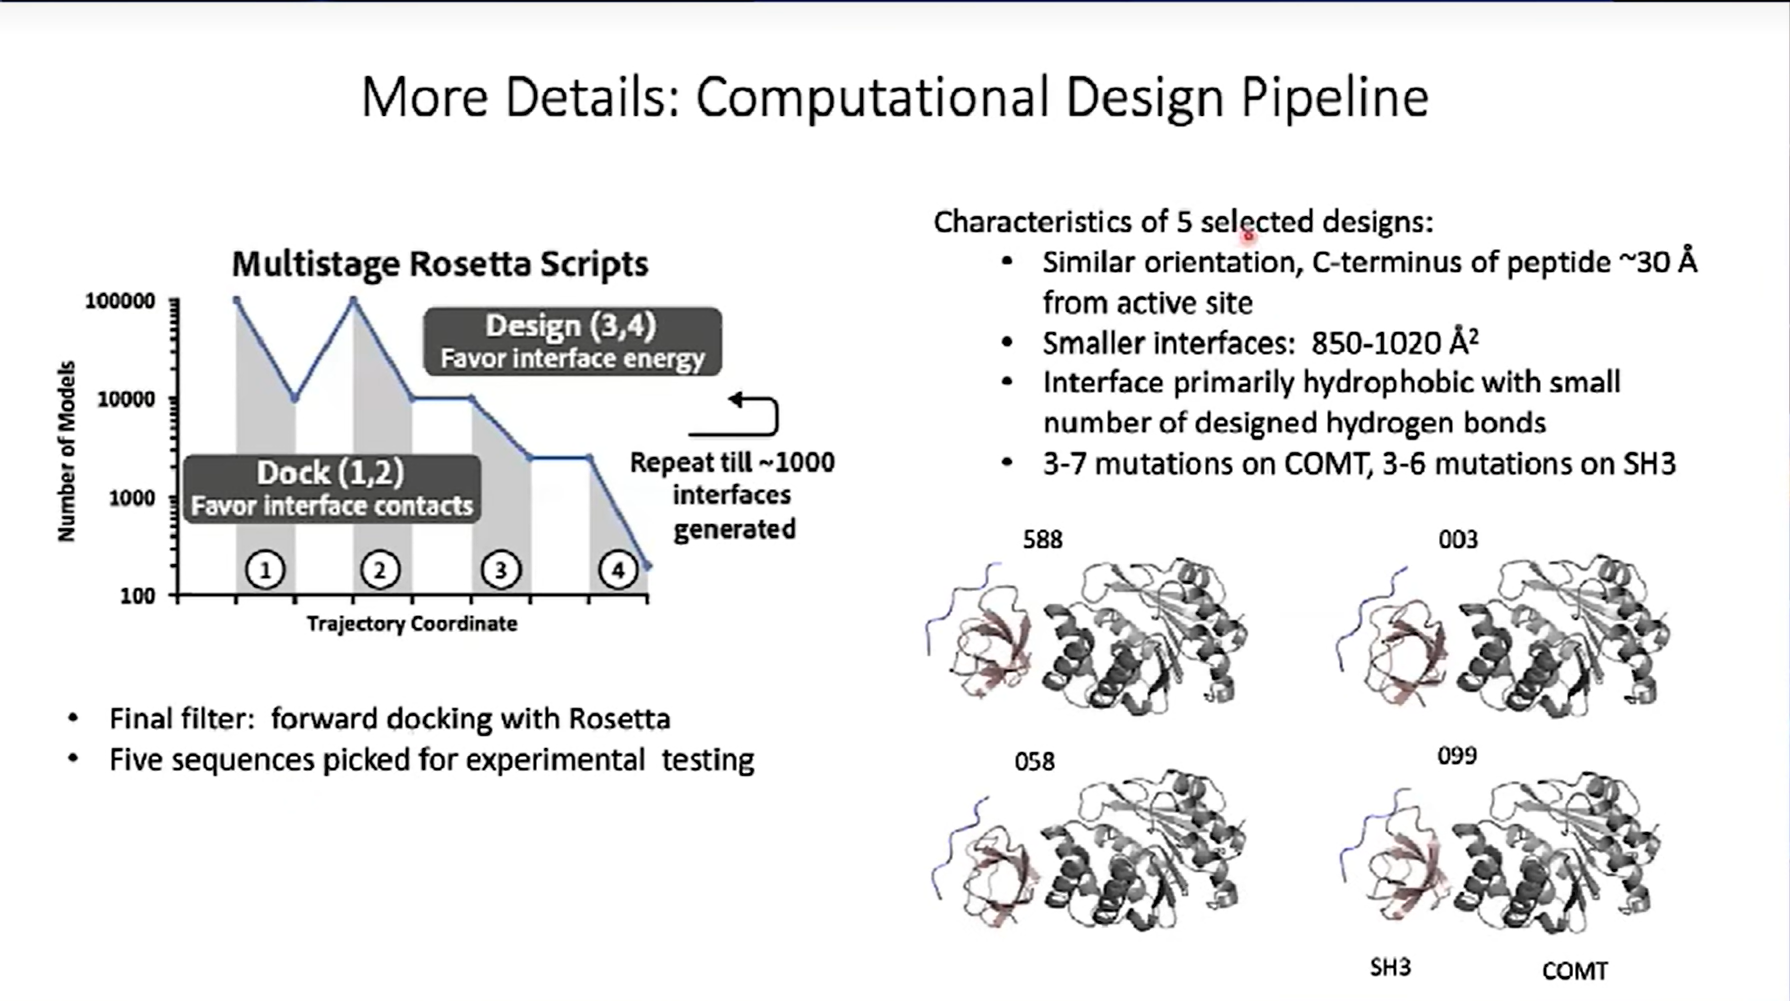 More Details: Computational Design Pipeline
Multistage Rosetta Scripts
Number of Models
100000
10000
1000
100
Design (3,4)
Favor interface energy
Dock (1,2)
Favor interface contacts
Repeat till ~1000
interfaces
generated
1
2
3
4
Trajectory Coordinate
• Final filter: forward docking with Rosetta
• Five sequences picked for experimental testing
Characteristics of 5 selected designs:
• Similar orientation, C-terminus of peptide ~30 Å
from active site
• Smaller interfaces: 850-1020 Å²
• Interface primarily hydrophobic with small
number of designed hydrogen bonds
• 3-7 mutations on COMT, 3-6 mutations on SH3
588
003
058
099
SH3
COMT